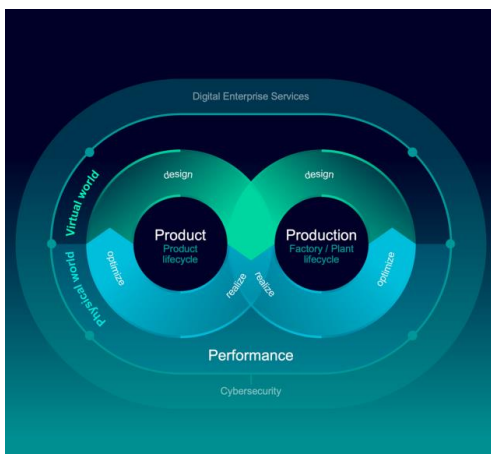 Digital Enterprise Services
Virtual world
Physical world
design
design
Product
Product
lifecycle
Production
Factory / Plant
lifecycle
optimize
realize
realize
optimize
Performance
Cybersecurity